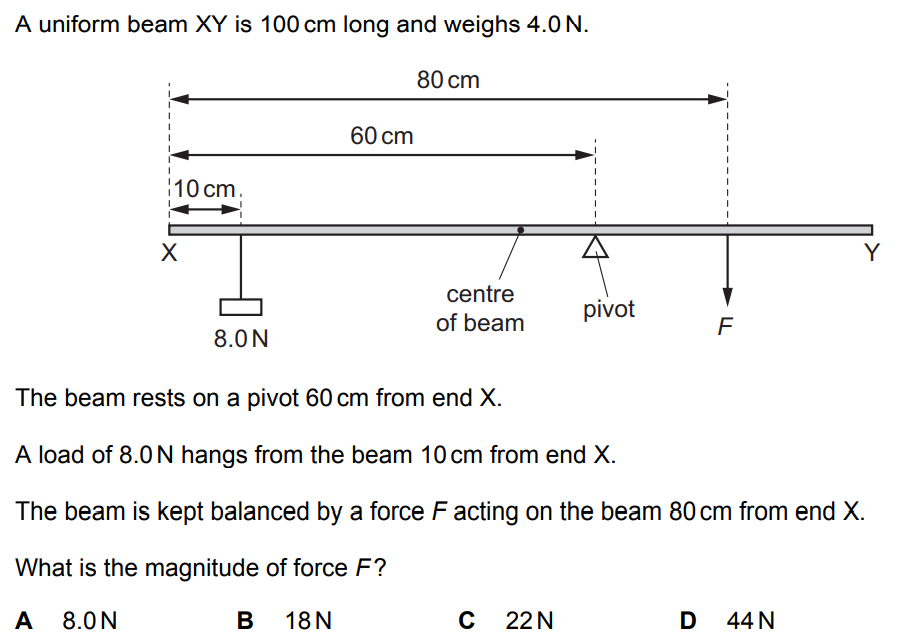 A uniform beam XY is 100 cm long and weighs 4.0 N.
80 cm
60 cm
10 cm
X
Y
centre
of beam
pivot
F
8.0 N
The beam rests on a pivot 60 cm from end X.
A load of 8.0 N hangs from the beam 10 cm from end X.
The beam is kept balanced by a force F acting on the beam 80 cm from end X.
What is the magnitude of force F?
A 8.0 N B 18 N C 22 N D 44 N